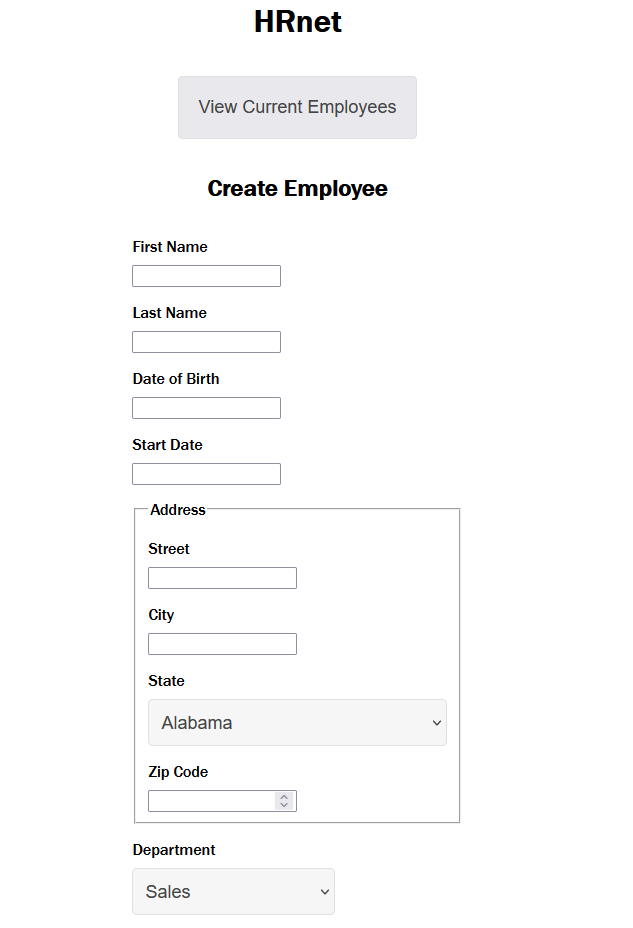 HRnet
View Current Employees
Create Employee
First Name
Last Name
Date of Birth
Start Date
Address
Street
City
State
Alabama
Zip Code
Department
Sales